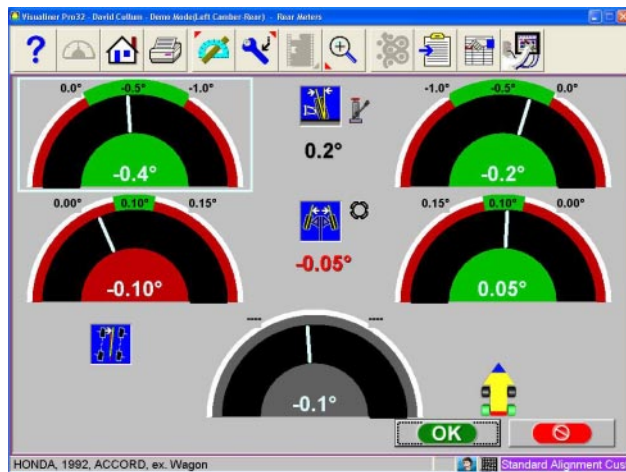 Visualiner Pro32 - David Cullum - Demo Mode(Left Camber Rear) - Rear Meters
0.0° -0.5° -1.0°
-1.0° -0.5° 0.0°
-0.4°
0.2°
-0.2°
0.00° 0.10° 0.15°
0.15° 0.10° 0.00°
-0.10°
-0.05°
0.05°
---- ----
-0.1°
OK
HONDA, 1992, ACCORD, ex. Wagon
Standard Alignment Cus